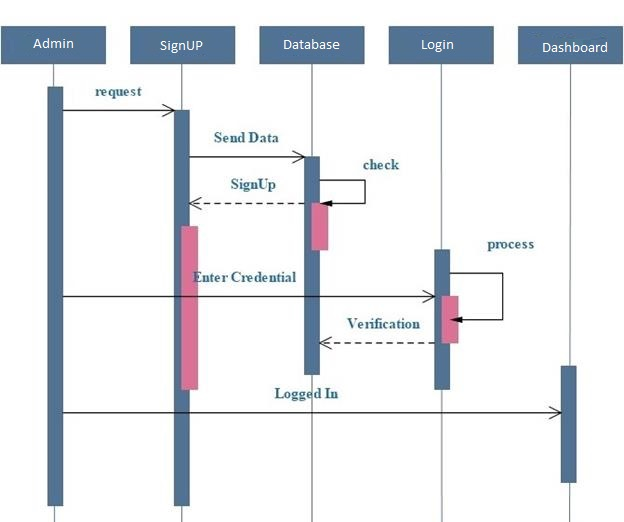 Admin
SignUP
Database
Login
Dashboard
request
Send Data
check
SignUp
process
Enter Credential
Verification
Logged In